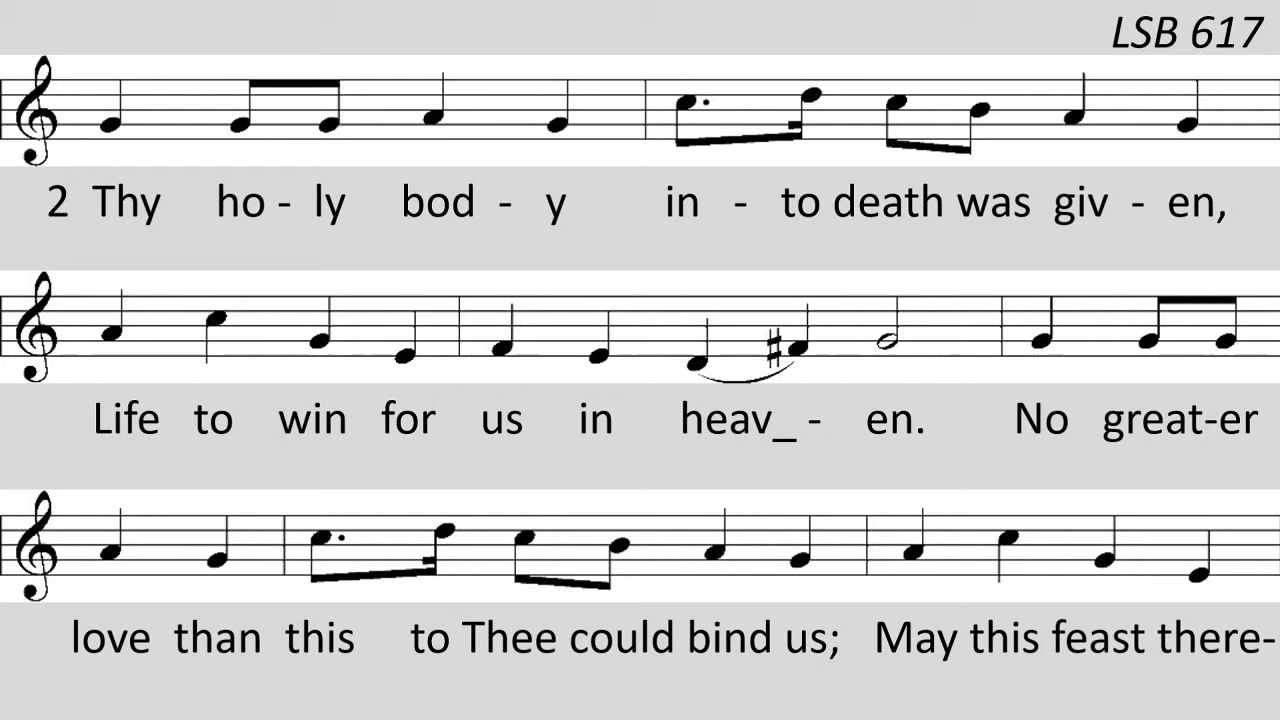 LSB 617
2 Thy ho - ly bod - y in - to death was giv - en,
Life to win for us in heav_ - en. No great-er
love than this to Thee could bind us; May this feast there-